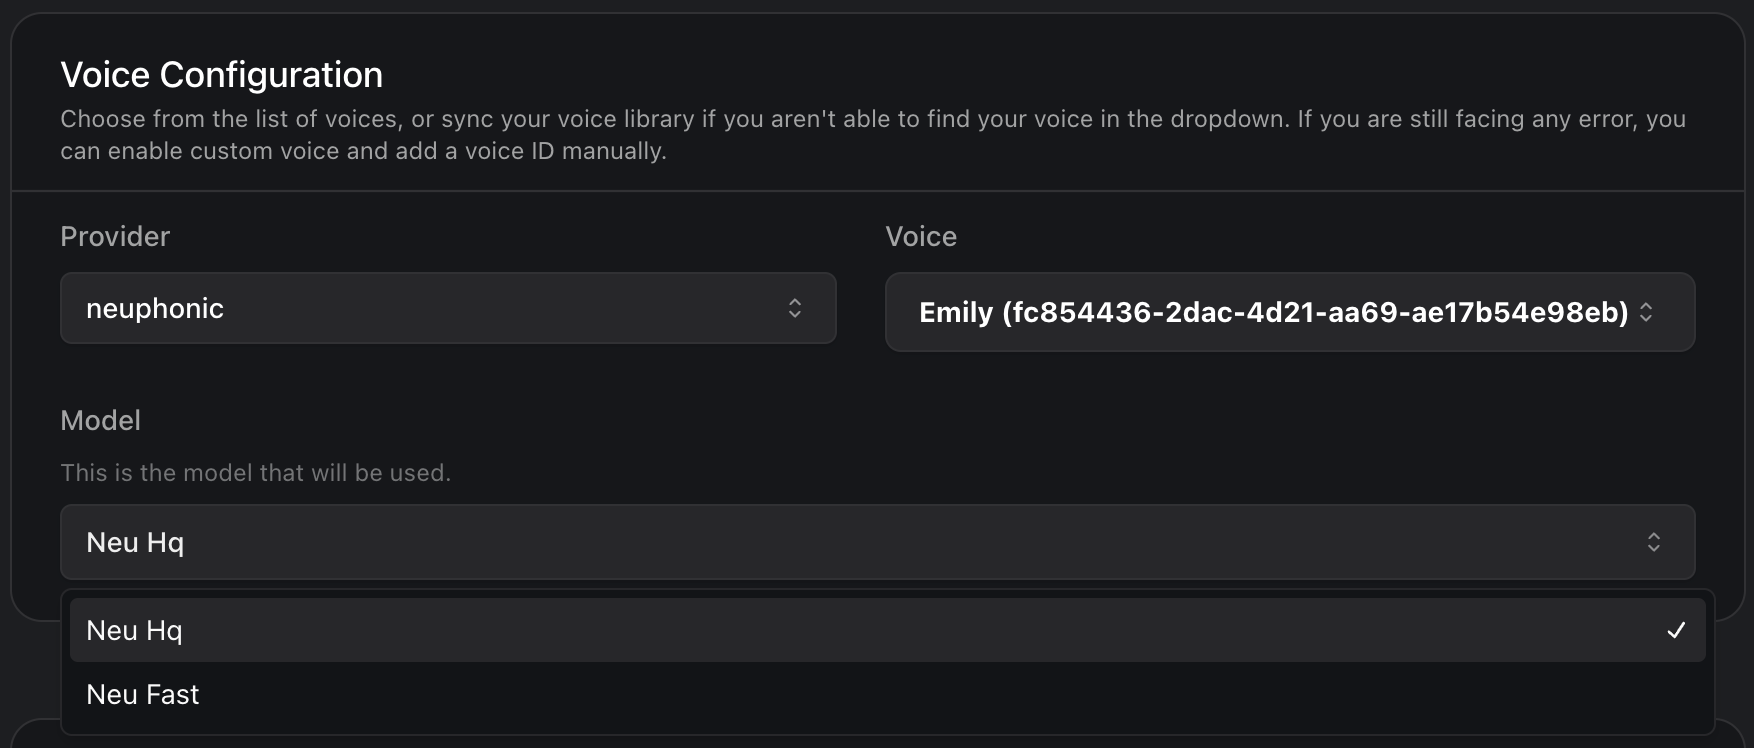 Voice Configuration
Choose from the list of voices, or sync your voice library if you aren't able to find your voice in the dropdown. If you are still facing any error, you
can enable custom voice and add a voice ID manually.
Provider
neuphonic
Voice
Emily (fc854436-2dac-4d21-aa69-ae17b54e98eb)
Model
This is the model that will be used.
Neu Hq
Neu Hq
Neu Fast